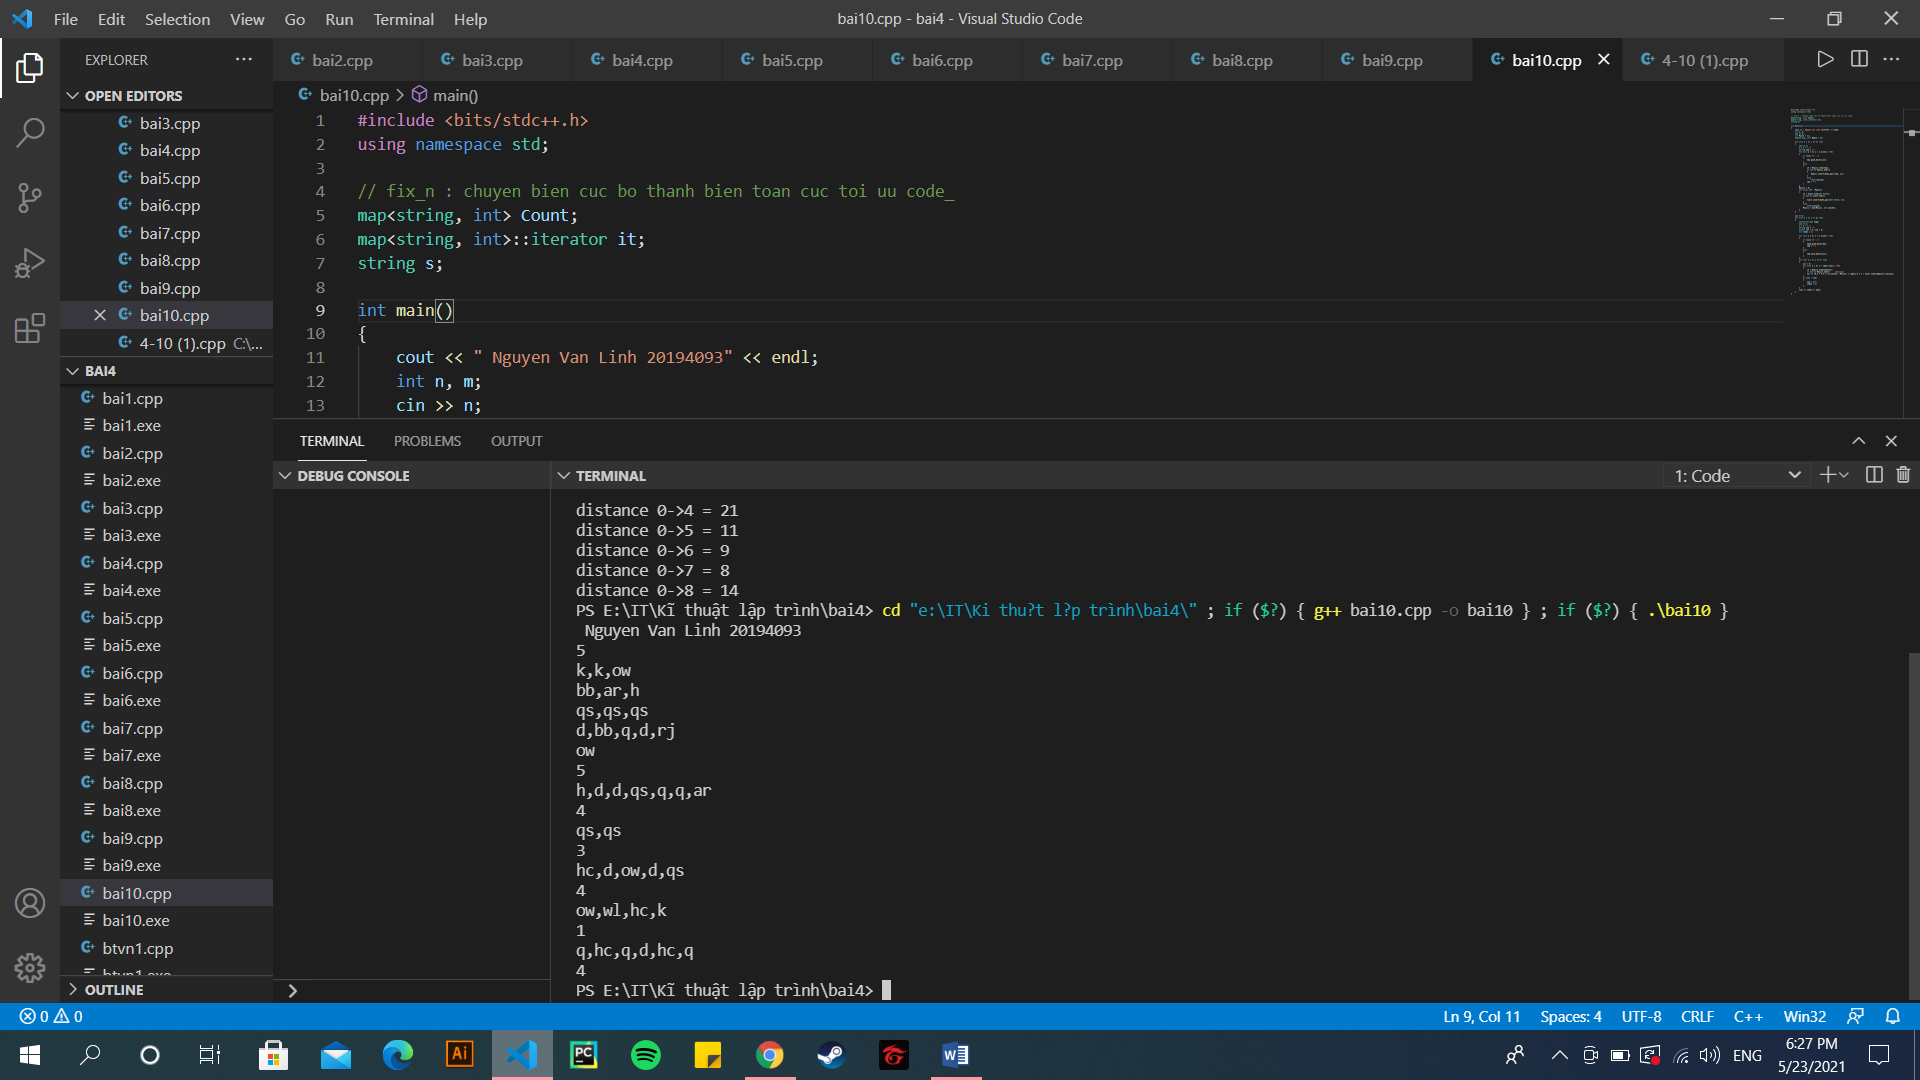 File Edit Selection View Go Run Terminal Help
bai10.cpp - bai4 - Visual Studio Code
EXPLORER
bai2.cpp bai3.cpp bai4.cpp bai5.cpp bai6.cpp bai7.cpp bai8.cpp bai9.cpp bai10.cpp 4-10 (1).cpp
OPEN EDITORS
bai3.cpp
bai4.cpp
bai5.cpp
bai6.cpp
bai7.cpp
bai8.cpp
bai9.cpp
bai10.cpp
4-10 (1).cpp C:\...
BAI4
bai1.cpp
bai1.exe
bai2.cpp
bai2.exe
bai3.cpp
bai3.exe
bai4.cpp
bai4.exe
bai5.cpp
bai5.exe
bai6.cpp
bai6.exe
bai7.cpp
bai7.exe
bai8.cpp
bai8.exe
bai9.cpp
bai9.exe
bai10.cpp
bai10.exe
btvn1.cpp
btvn1.exe
OUTLINE
bai10.cpp > main()
1 #include <bits/stdc++.h>
2 using namespace std;
3
4 // fix_n : chuyen bien cuc bo thanh bien toan cuc toi uu code_
5 map<string, int> Count;
6 map<string, int>::iterator it;
7 string s;
8
9 int main()
10 {
11 cout << " Nguyen Van Linh 20194093" << endl;
12 int n, m;
13 cin >> n;
TERMINAL PROBLEMS OUTPUT
DEBUG CONSOLE
TERMINAL
1: Code
distance 0->4 = 21
distance 0->5 = 11
distance 0->6 = 9
distance 0->7 = 8
distance 0->8 = 14
PS E:\IT\Kĩ thuật lập trình\bai4> cd "e:\IT\Ki thu?t l?p trình\bai4\" ; if ($?) { g++ bai10.cpp -o bai10 } ; if ($?) { .\bai10 }
Nguyen Van Linh 20194093
5
k,k,ow
bb,ar,h
qs,qs,qs
d,bb,q,d,rj
ow
5
h,d,d,qs,q,q,ar
4
qs,qs
3
hc,d,ow,d,qs
4
ow,wl,hc,k
1
q,hc,q,d,hc,q
4
PS E:\IT\Kĩ thuật lập trình\bai4>
0 0
Ln 9, Col 11 Spaces: 4 UTF-8 CRLF C++ Win32
ENG
6:27 PM
5/23/2021